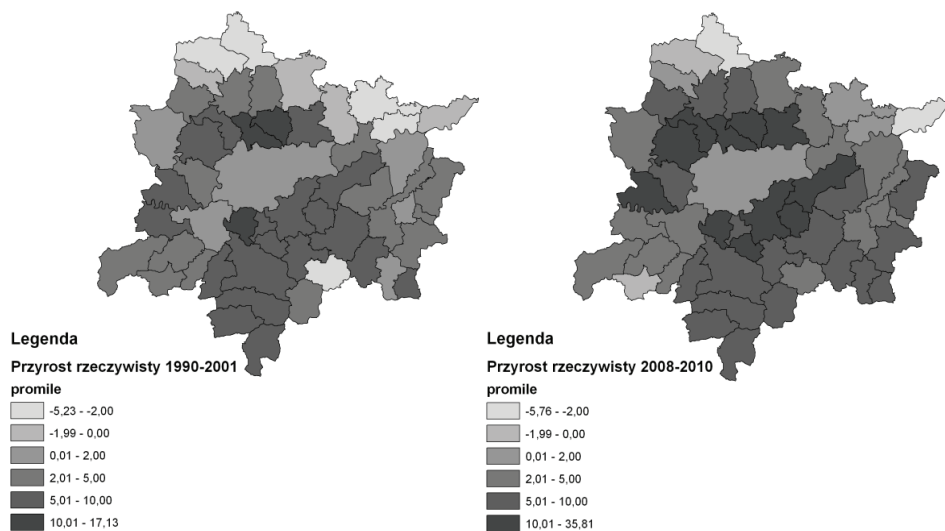 Legenda
Przyrost rzeczywisty 1990-2001
promile
-5,23 - -2,00
-1,99 - 0,00
0,01 - 2,00
2,01 - 5,00
5,01 - 10,00
10,01 - 17,13
Legenda
Przyrost rzeczywisty 2008-2010
promile
-5,76 - -2,00
-1,99 - 0,00
0,01 - 2,00
2,01 - 5,00
5,01 - 10,00
10,01 - 35,81